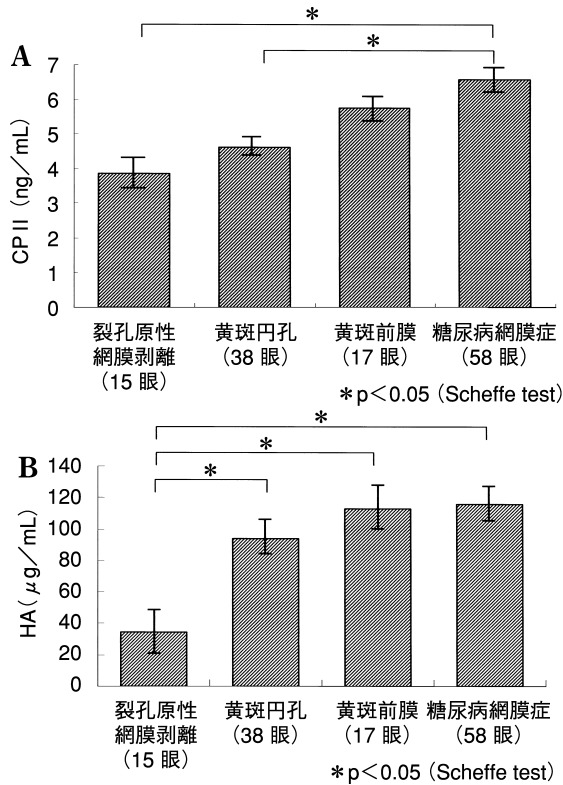 *
*
A
CPⅡ（ng／mL）
7
6
5
4
3
2
1
0
裂孔原性
網膜剥離
（15 眼）
黄斑円孔
（38 眼）
黄斑前膜
（17 眼）
糖尿病網膜症
（58 眼）
*p＜0.05（Scheffe test）
*
*
*
B
HA（μg／mL）
140
120
100
80
60
40
20
0
裂孔原性
網膜剥離
（15 眼）
黄斑円孔
（38 眼）
黄斑前膜
（17 眼）
糖尿病網膜症
（58 眼）
*p＜0.05（Scheffe test）